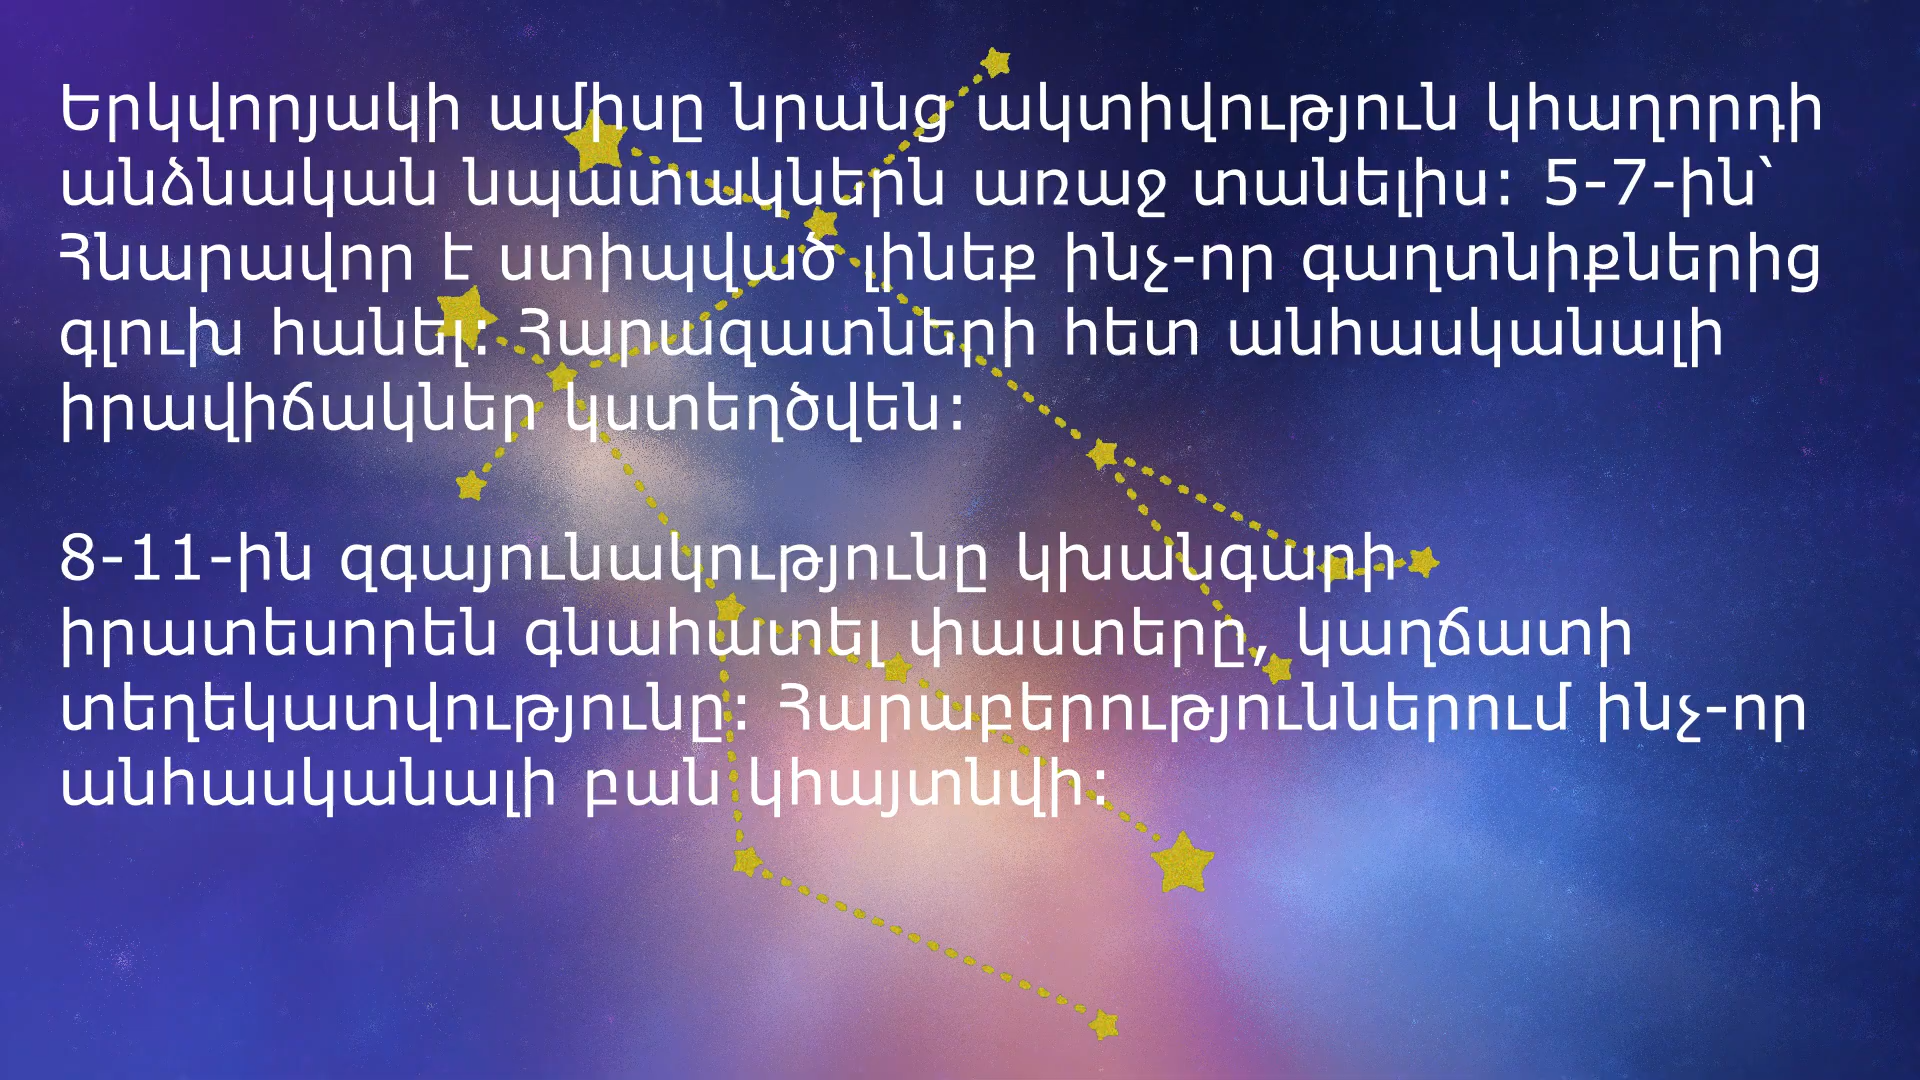 Երկվորյակի ամիսը նրանց ակտիվություն կհաղորդի
անձնական նպատակներն առաջ տանելիս։ 5-7-ին՝
Հնարավոր է ստիպված լինեք ինչ-որ գաղտնիքներից
գլուխ հանել։ Հարազատների հետ անհասկանալի
իրավիճակներ կստեղծվեն։
8-11-ին զգայունակությունը կխանգարի
իրատեսորեն գնահատել փաստերը, կաղճատի
տեղեկատվությունը։ Հարաբերություններում ինչ-որ
անհասկանալի բան կհայտնվի։